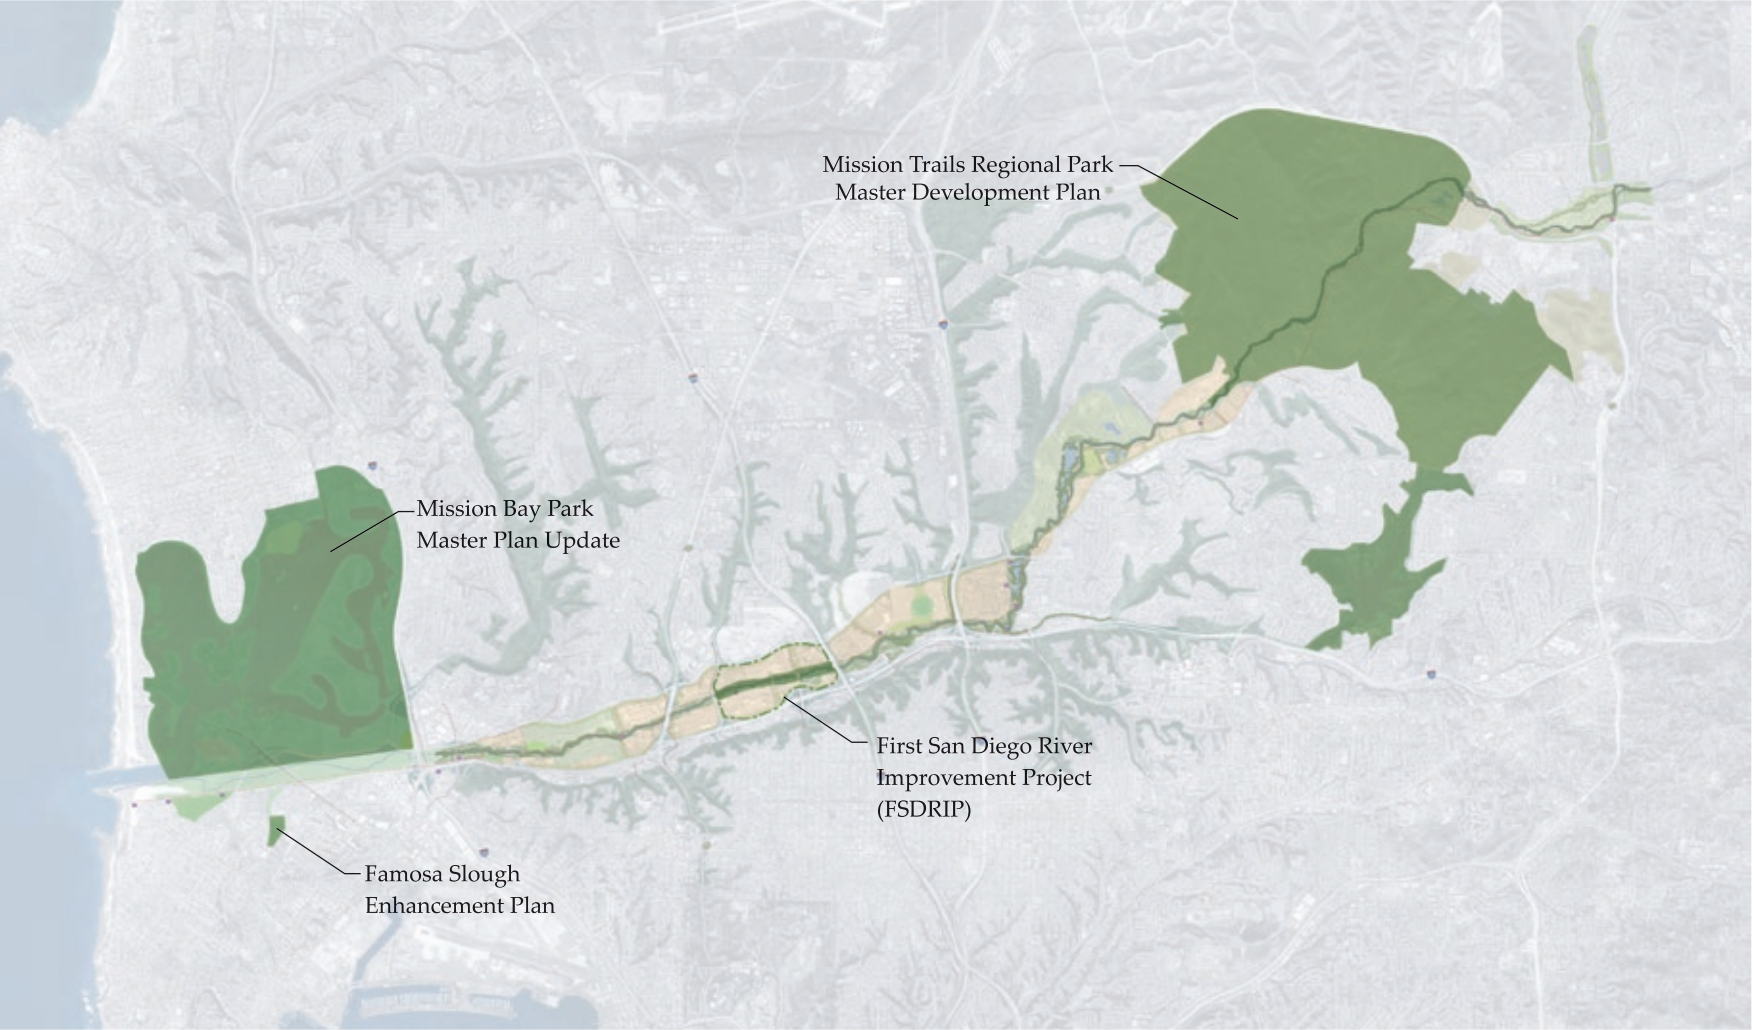 Mission Trails Regional Park
Master Development Plan
Mission Bay Park
Master Plan Update
First San Diego River
Improvement Project
(FSDRIP)
Famosa Slough
Enhancement Plan